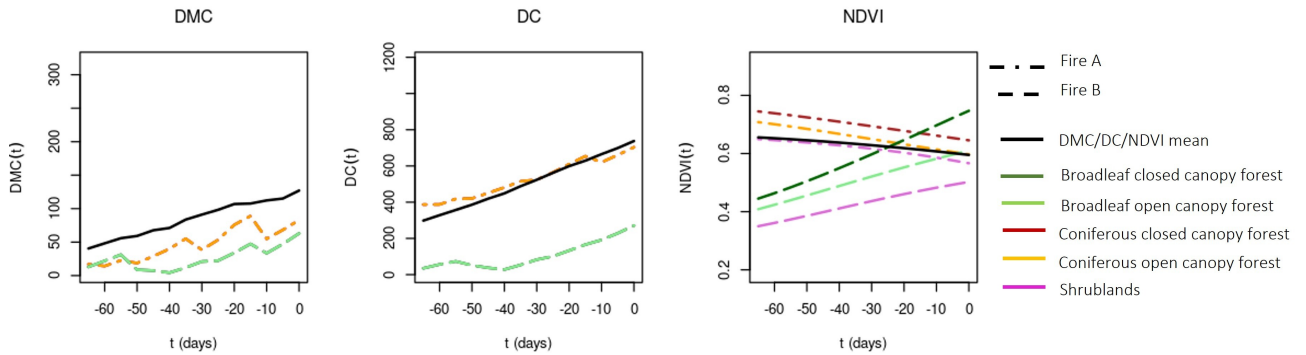 DMC
DMC(t)
300
200
100
50
0
-60 -50 -40 -30 -20 -10 0
t (days)
DC
DC(t)
1200
800
600
400
200
0
-60 -50 -40 -30 -20 -10 0
t (days)
NDVI
NDVI(t)
0.8
0.6
0.4
0.2
-60 -50 -40 -30 -20 -10 0
t (days)
Fire A
Fire B
DMC/DC/NDVI mean
Broadleaf closed canopy forest
Broadleaf open canopy forest
Coniferous closed canopy forest
Coniferous open canopy forest
Shrublands